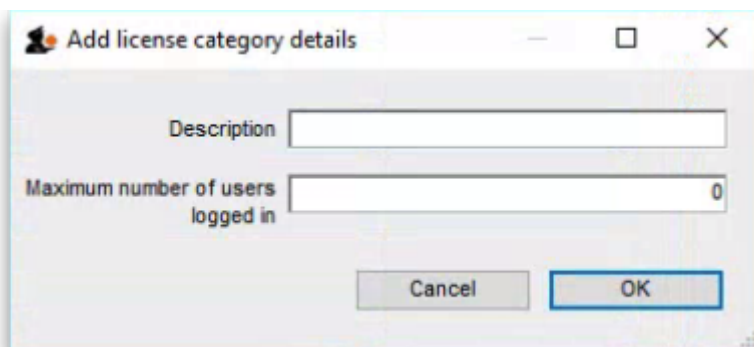 Add license category details
Description
Maximum number of users
logged in
0
Cancel
OK